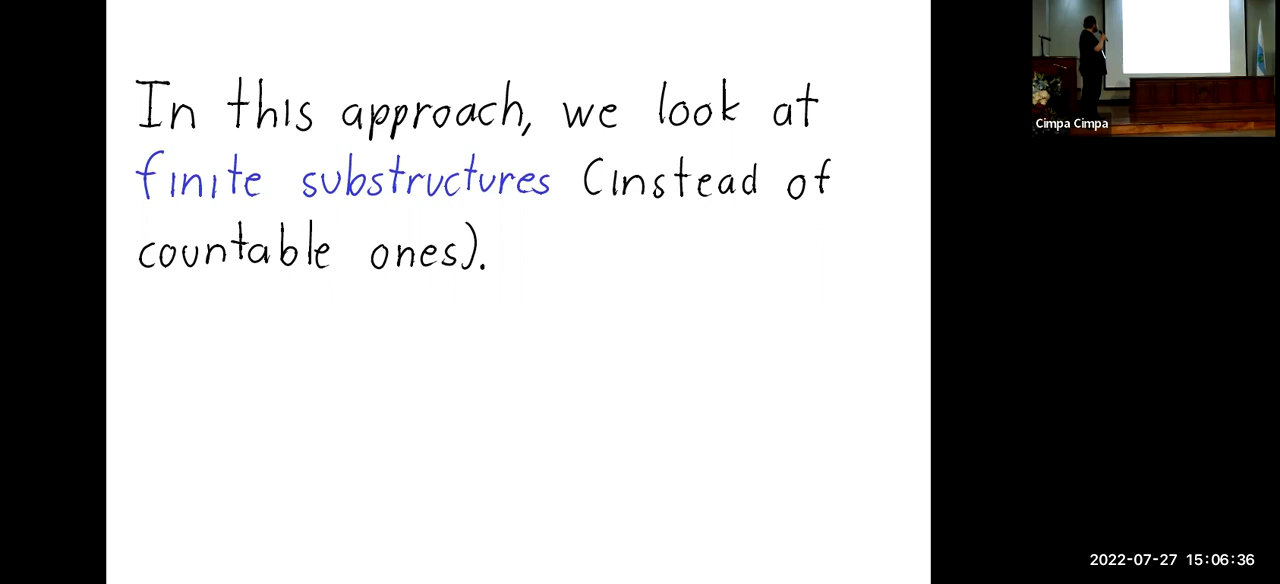 In this approach, we look at
finite substructures (instead of
countable ones).
Cimpa Cimpa
2022-07-27 15:06:36